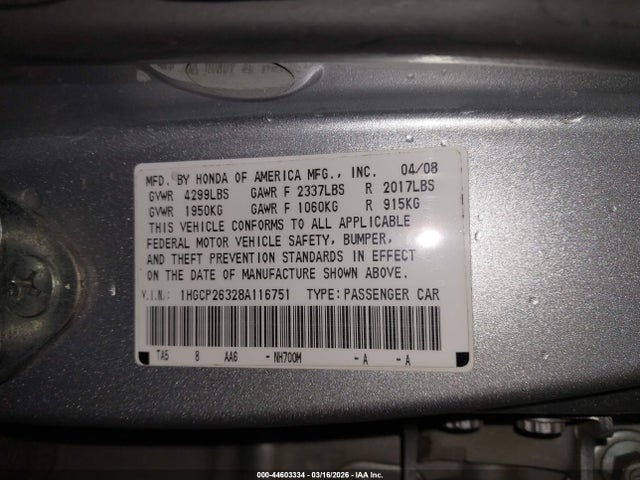 MFD. BY HONDA OF AMERICA MFG., INC. 04/08
GVWR 4299LBS GAWR F 2337LBS R 2017LBS
GVWR 1950KG GAWR F 1060KG R 915KG
THIS VEHICLE CONFORMS TO ALL APPLICABLE
FEDERAL MOTOR VEHICLE SAFETY, BUMPER,
AND THEFT PREVENTION STANDARDS IN EFFECT
ON THE DATE OF MANUFACTURE SHOWN ABOVE.
V.I.N.: 1HGCP26328A116751 TYPE: PASSENGER CAR
TA5 8 AA6 - NH700M - A - A
000-44603334 - 03/16/2026 - IAA Inc.